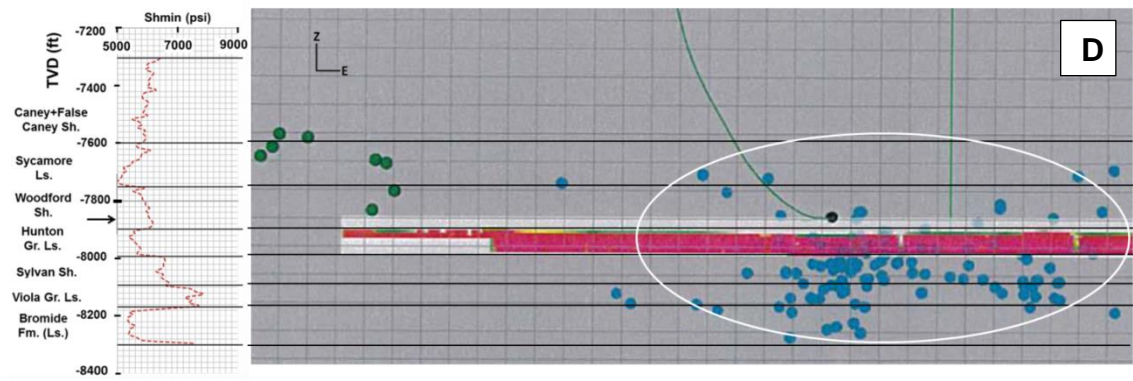 Shmin (psi)
5000 7000 9000
TVD (ft)
-7200
-7400
-7600
-7800
-8000
-8200
-8400
Caney+False
Caney Sh.
Sycamore
Ls.
Woodford
Sh.
Hunton
Gr. Ls.
Sylvan Sh.
Viola Gr. Ls.
Bromide
Fm. (Ls.)
Z
E
D